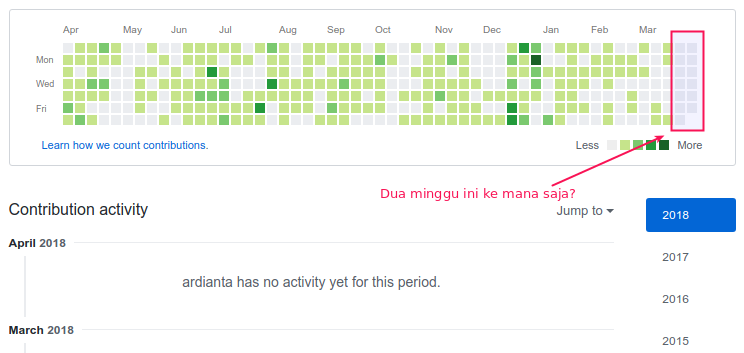 Apr May Jun Jul Aug Sep Oct Nov Dec Jan Feb Mar
Mon
Wed
Fri
Learn how we count contributions. Less More
Dua minggu ini ke mana saja?
Contribution activity Jump to
2018
April 2018
ardianta has no activity yet for this period.
2017
2016
March 2018
2015